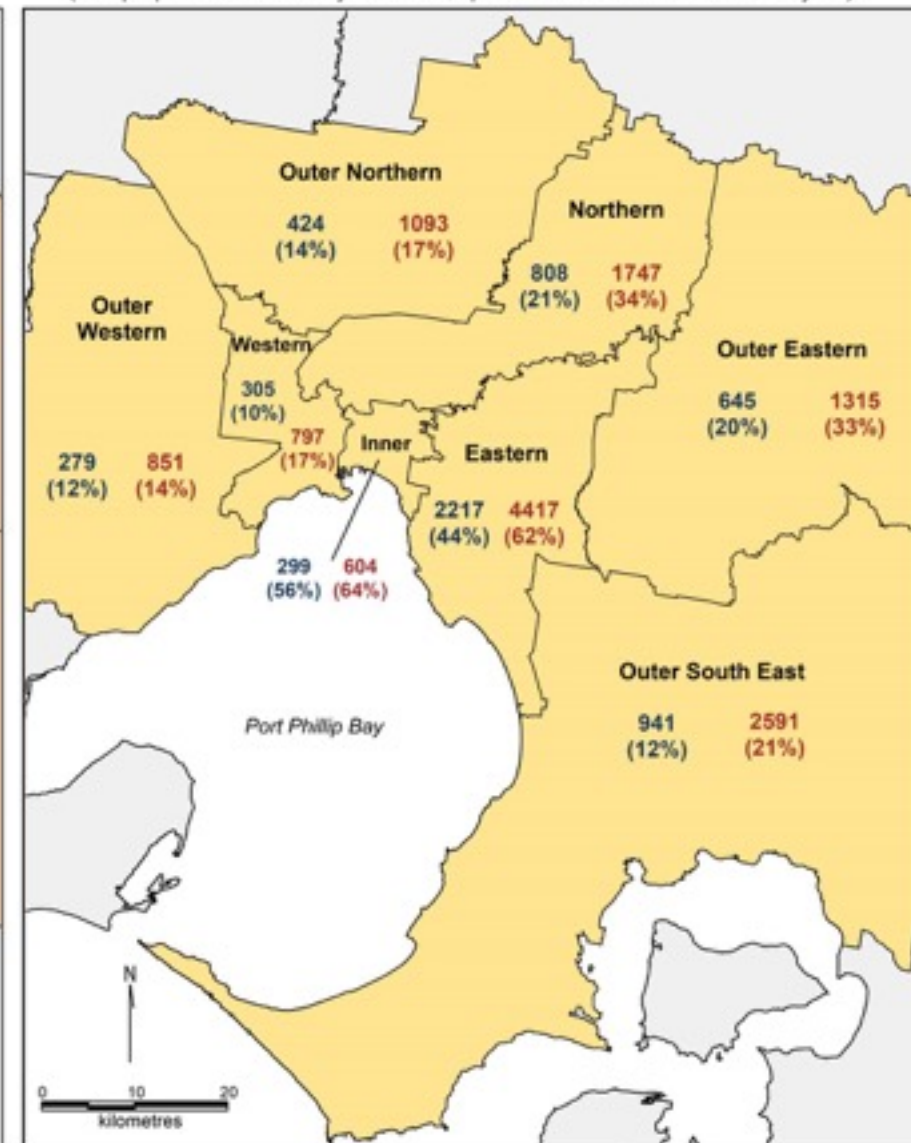 Outer Northern
424 1093
(14%) (17%)
Northern
808 1747
(21%) (34%)
Outer
Western
279 851
(12%) (14%)
Western
305
(10%)
797
(17%)
Inner
299 604
(56%) (64%)
Eastern
2217 4417
(44%) (62%)
Outer Eastern
645 1315
(20%) (33%)
Outer South East
941 2591
(12%) (21%)
Port Phillip Bay
N
0 10 20
kilometres